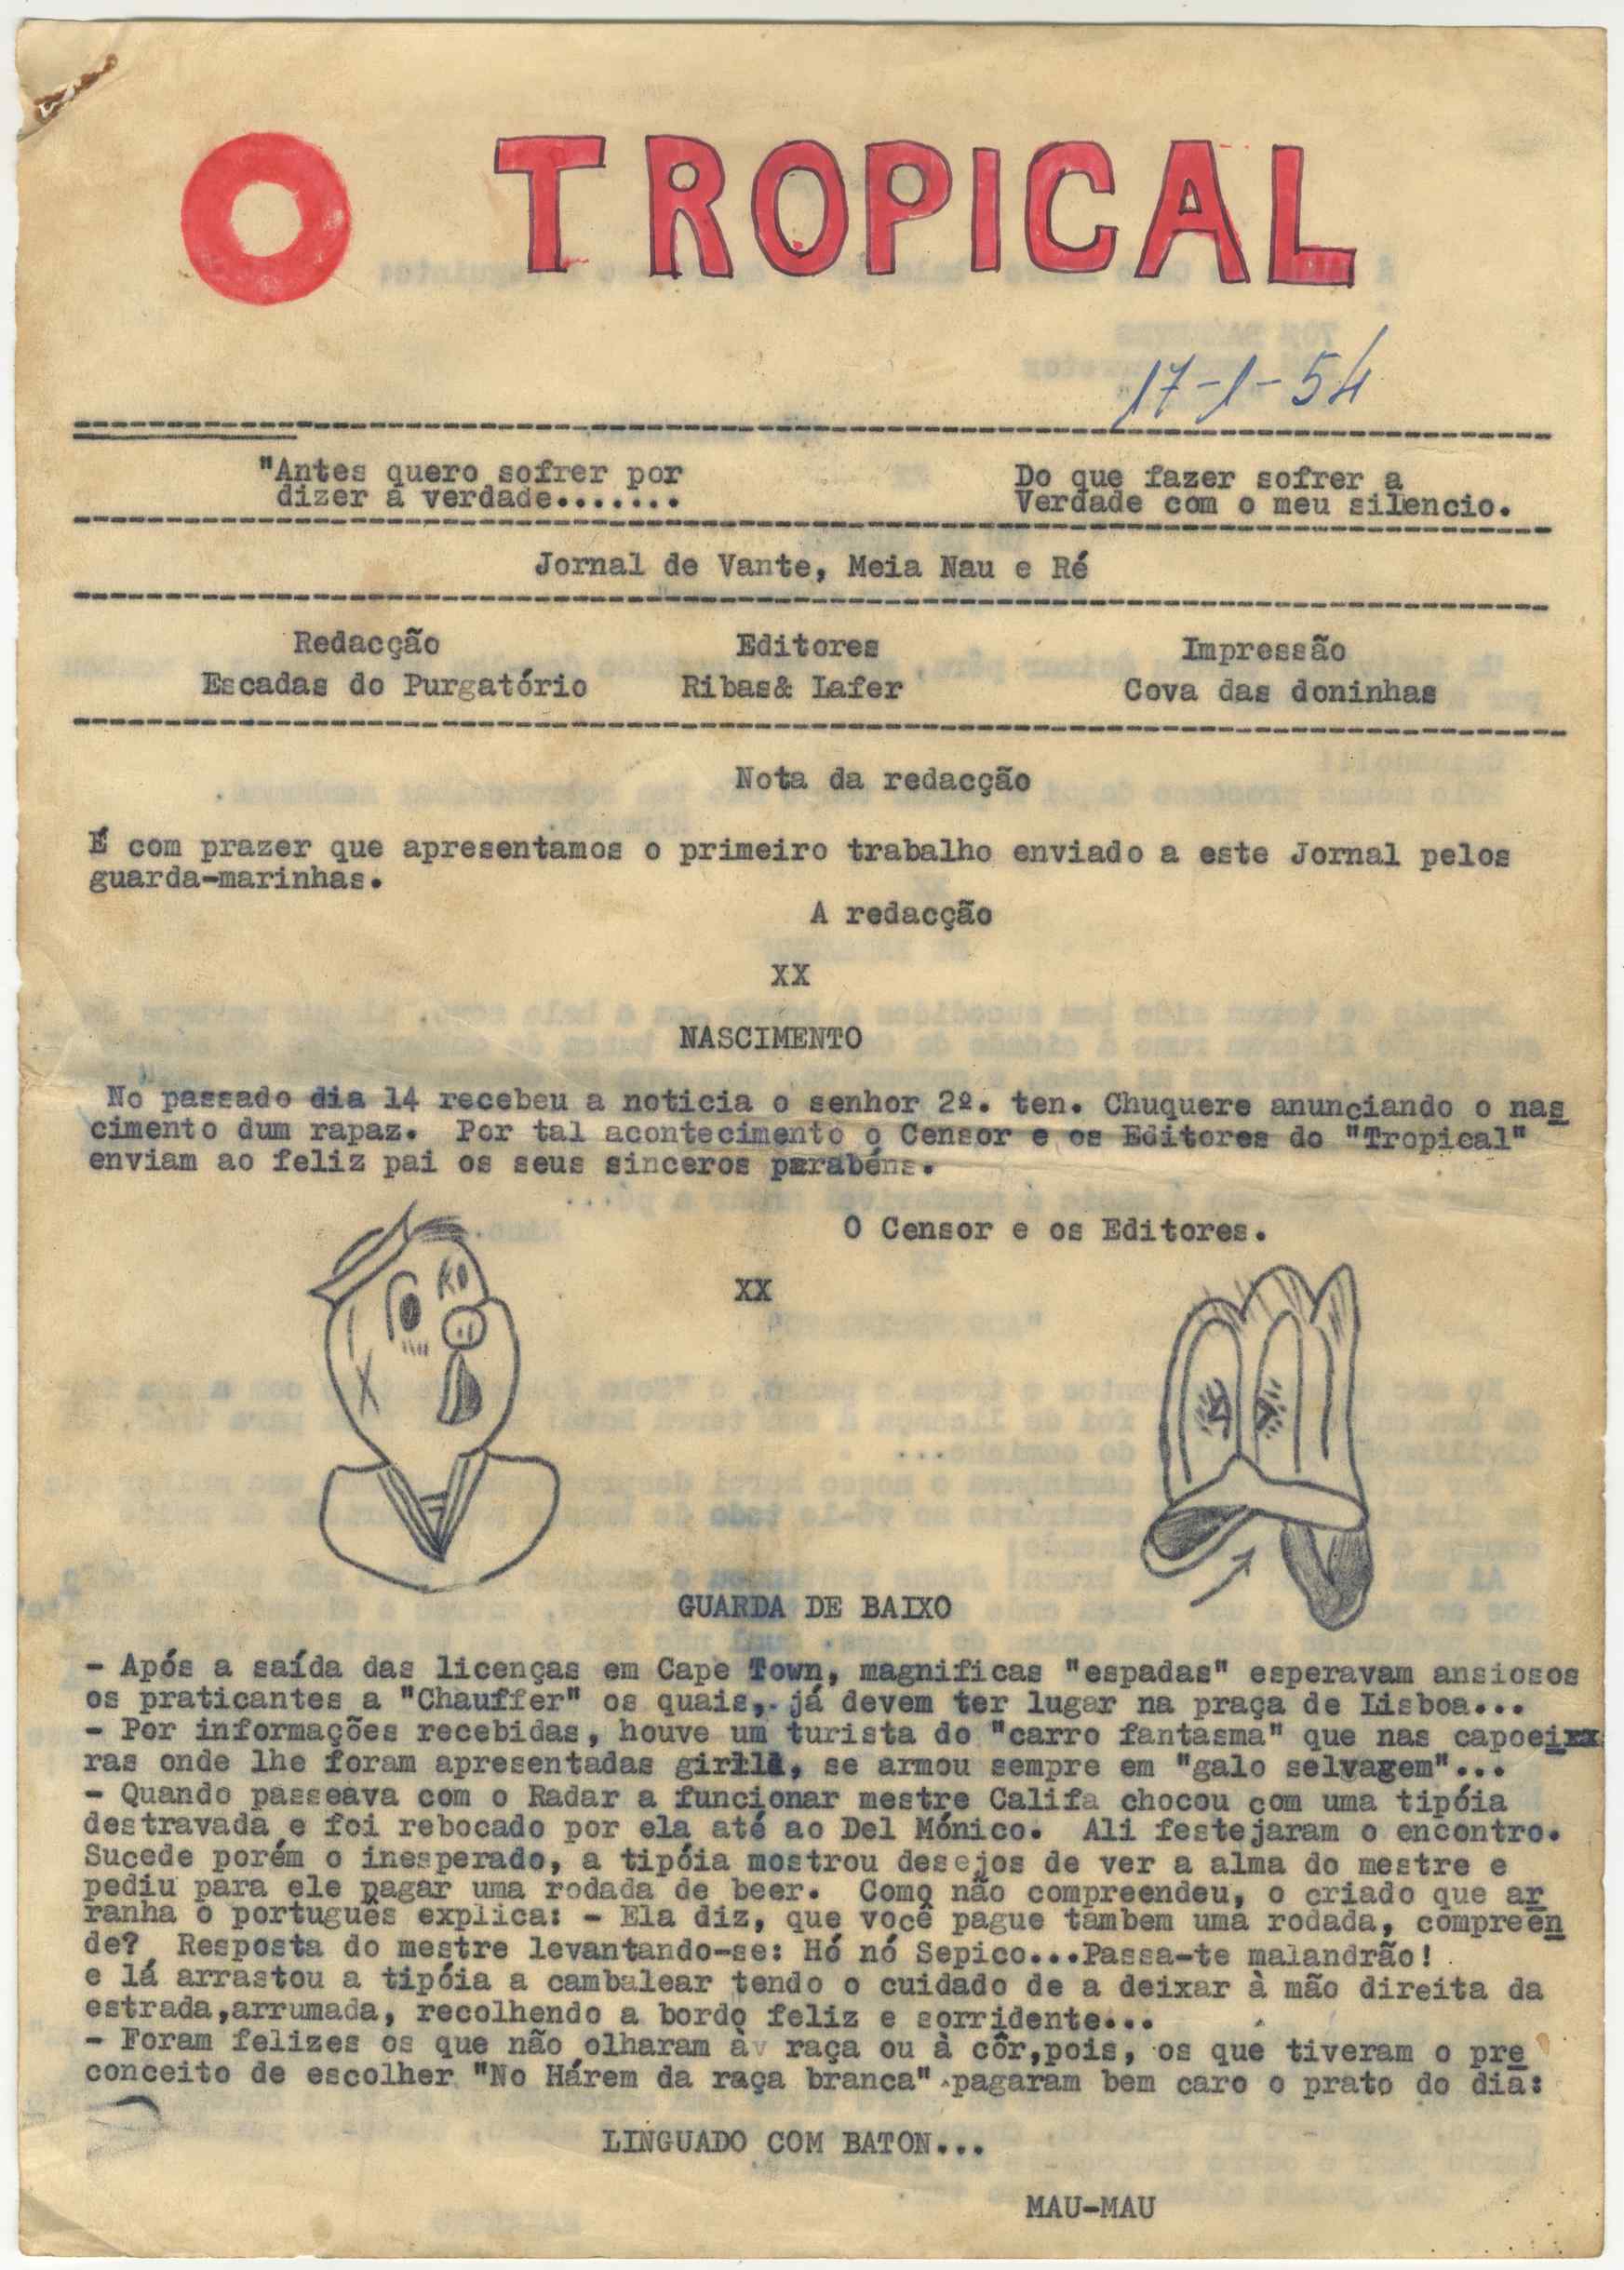 O TROPICAL
17-1-54
"Antes quero sofrer por
dizer a verdade.......
Do que fazer sofrer a
Verdade com o meu silencio.
Jornal de Vante, Meia Nau e Ré
Redacção Editores Impressão
Escadas do Purgatório Ribas& Lafer Cova das doninhas
Nota da redacção
É com prazer que apresentamos o primeiro trabalho enviado a este Jornal pelos
guarda-marinhas.
A redacção
XX
NASCIMENTO
No passado dia 14 recebeu a noticia o senhor 2º. ten. Chuquere anunciando o nas
cimento dum rapaz. Por tal acontecimento o Censor e os Editores do "Tropical"
enviam ao feliz pai os seus sinceros parabéns.
O Censor e os Editores.
XX
GUARDA DE BAIXO
- Após a saída das licenças em Cape Town, magnificas "espadas" esperavam ansiosos
os praticantes a "Chauffer" os quais, já devem ter lugar na praça de Lisboa...
- Por informações recebidas, houve um turista do "carro fantasma" que nas capoei
ras onde lhe foram apresentadas , se armou sempre em "galo selvagem"...
- Quando passeava com o Radar a funcionar mestre Califa chocou com uma tipóia
destravada e foi rebocado por ela até ao Del Mónico. Ali festejaram o encontro.
Sucede porém o inesperado, a tipóia mostrou desejos de ver a alma do mestre e
pediu para ele pagar uma rodada de beer. Como não compreendeu, o criado que ar
ranha o português explica: - Ela diz, que você pague tambem uma rodada, compreén
de? Resposta do mestre levantando-se: Hó nó Sepico...Passa-te malandrão!
e lá arrastou a tipóia a cambalear tendo o cuidado de a deixar à mão direita da
estrada,arrumada, recolhendo a bordo feliz e sorridente...
- Foram felizes os que não olharam à raça ou à côr,pois, os que tiveram o pre
conceito de escolher "No Hárem da raça branca" pagaram bem caro o prato do dia:
LINGUADO COM BATON...
MAU-MAU